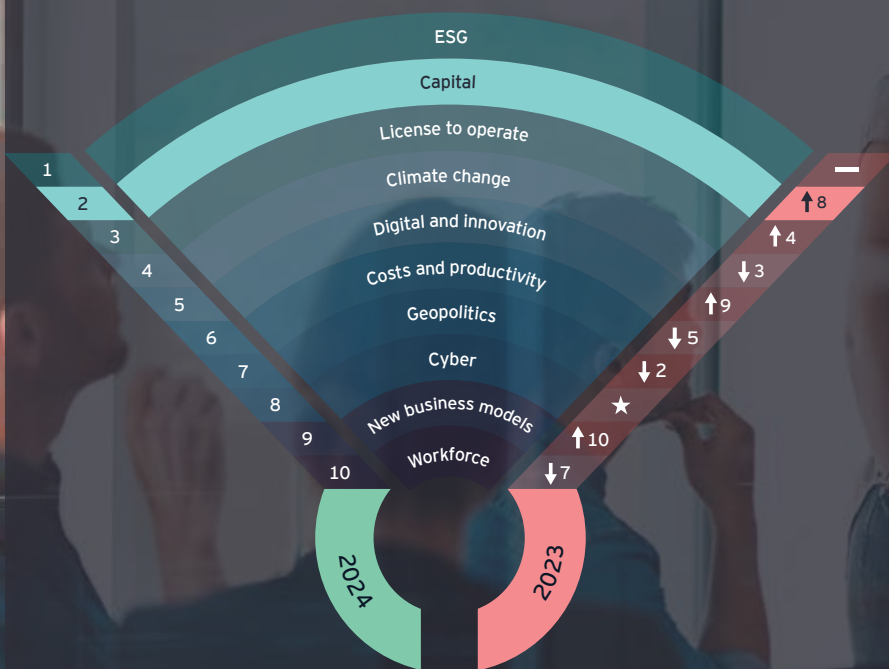 ESG
Capital
License to operate
Climate change
Digital and innovation
Costs and productivity
Geopolitics
Cyber
New business models
Workforce
1
2
3
4
5
6
7
8
9
10
8
4
3
9
5
2
10
7
2024
2023